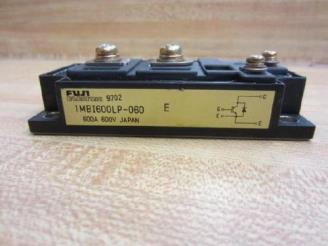 FUJI 9702
ELECTRIC
1MBI600LP-060 E
600A 600V JAPAN
C
G
E
E